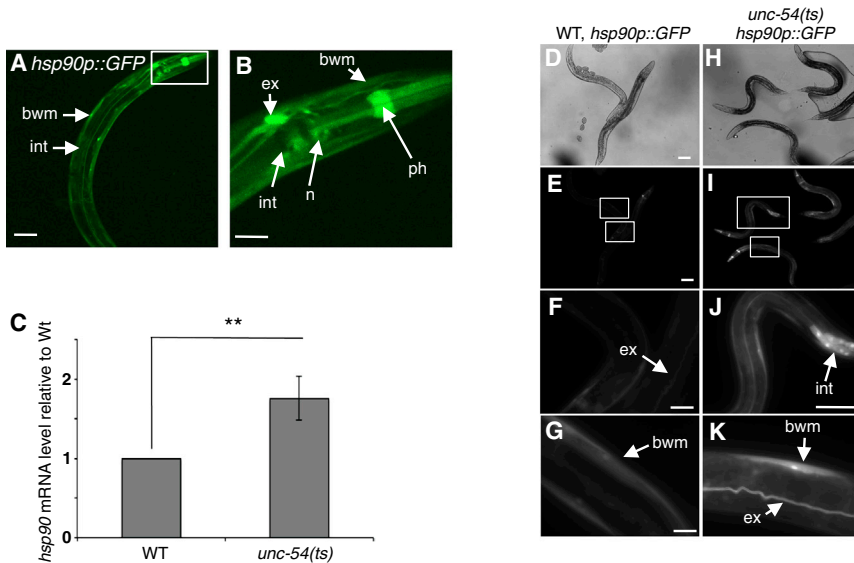 A hsp90p::GFP
bwm
int
B
bwm
ex
int
n
ph
C
**
hsp90 mRNA level relative to Wt
2
1
0
WT
unc-54(ts)
WT, hsp90p::GFP
unc-54(ts)
hsp90p::GFP
D
H
E
I
F
ex
J
int
G
bwm
K
bwm
ex